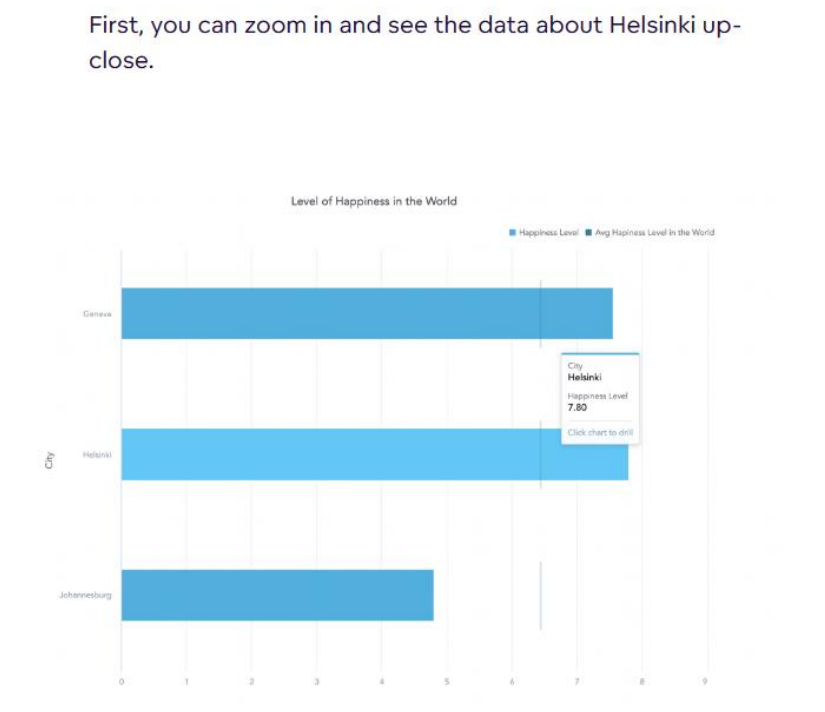 First, you can zoom in and see the data about Helsinki up-
close.
Level of Happiness in the World
Happiness Level Avg Hapiness Level in the World
Geneva
City
Helsinki
Happiness Level
7.80
Click chart to drill
City
Helsinki
Johannesburg
0 1 2 3 4 5 6 7 8 9